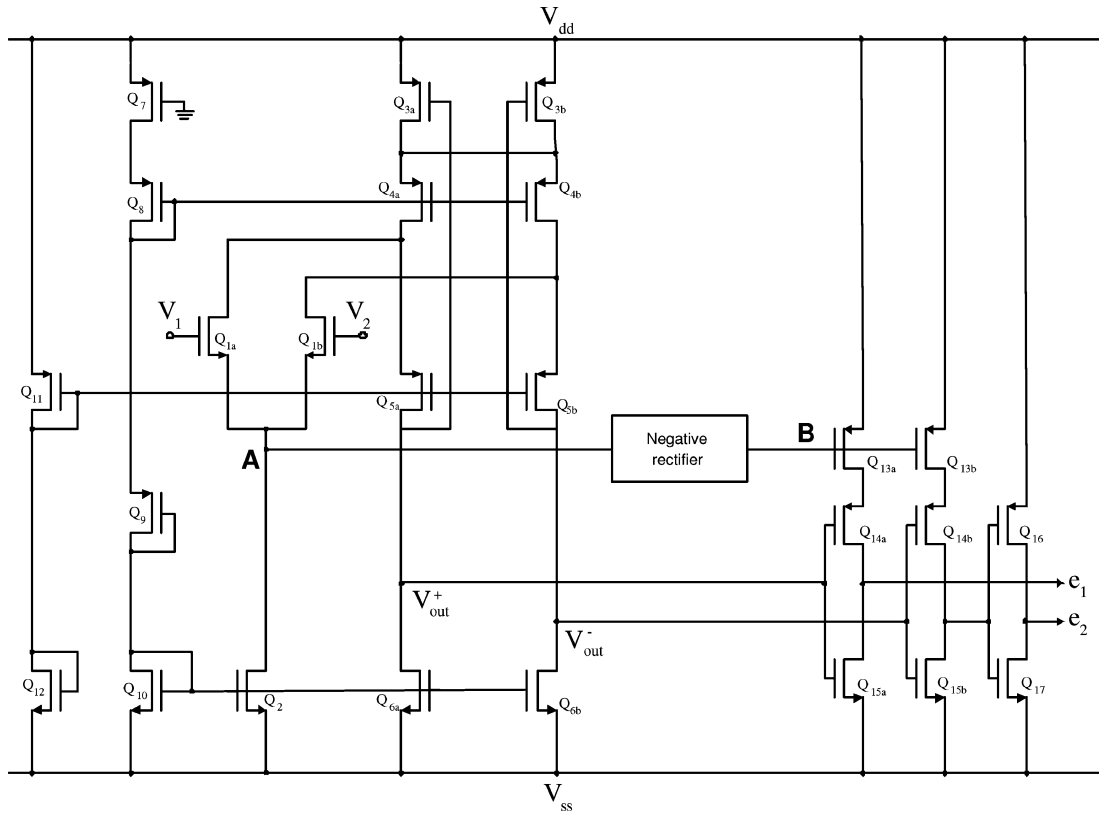 Vdd
Q7
Q3a
Q3b
Q8
Q4a
Q4b
V1
V2
Q1a
Q1b
Q11
Q5a
Q5b
A
Negative
rectifier
B
Q13a
Q13b
Q9
Q14a
Q14b
Q16
e1
V+out
e2
V-out
Q12
Q10
Q2
Q6a
Q6b
Q15a
Q15b
Q17
Vss